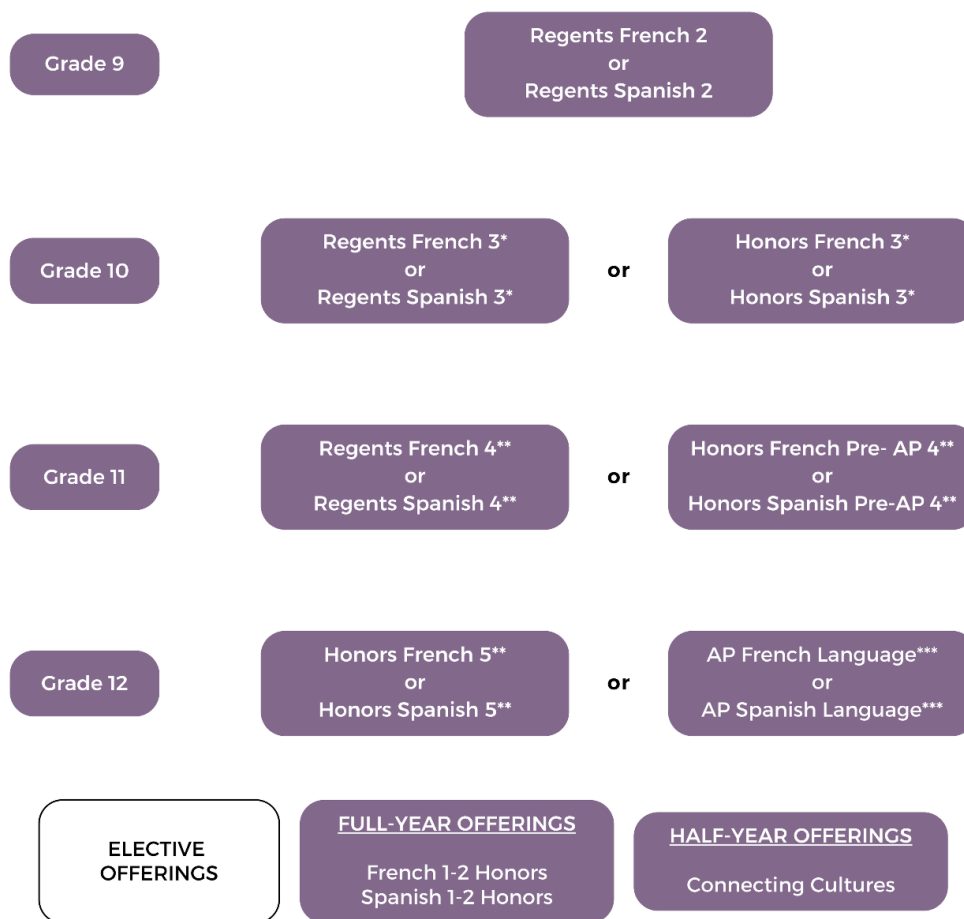 Grade 9
Regents French 2
or
Regents Spanish 2
Grade 10
Regents French 3*
or
Regents Spanish 3*
or
Honors French 3*
or
Honors Spanish 3*
Grade 11
Regents French 4**
or
Regents Spanish 4**
or
Honors French Pre- AP 4**
or
Honors Spanish Pre-AP 4**
Grade 12
Honors French 5**
or
Honors Spanish 5**
or
AP French Language***
or
AP Spanish Language***
ELECTIVE
OFFERINGS
FULL-YEAR OFFERINGS
French 1-2 Honors
Spanish 1-2 Honors
HALF-YEAR OFFERINGS
Connecting Cultures